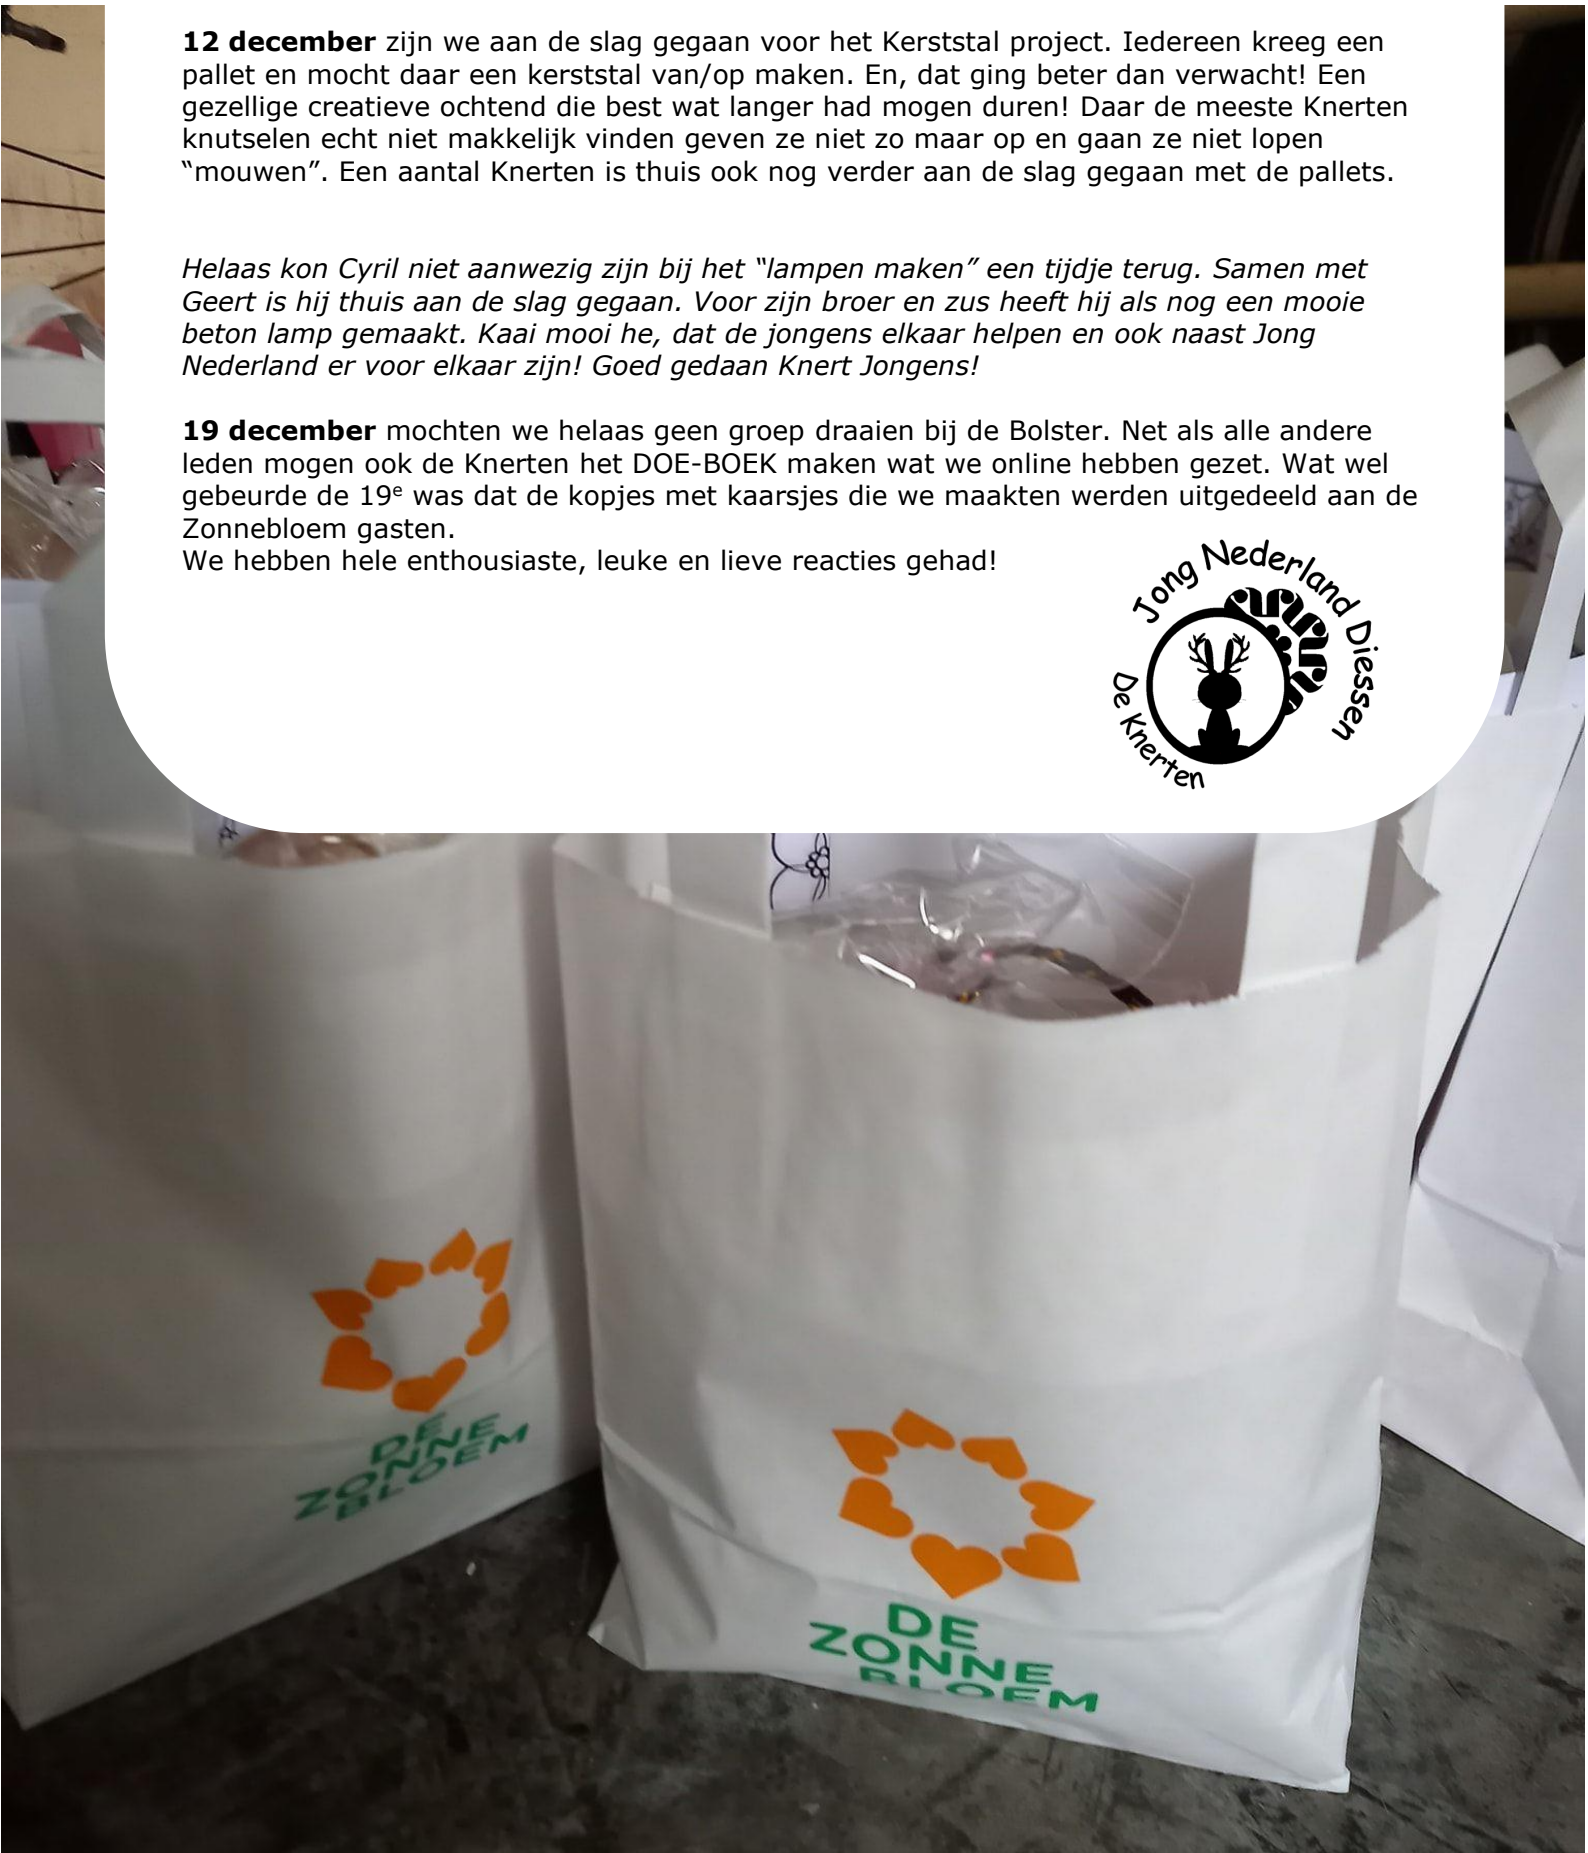 12 december zijn we aan de slag gegaan voor het Kerststal project. Iedereen kreeg een
pallet en mocht daar een kerststal van/op maken. En, dat ging beter dan verwacht! Een
gezellige creatieve ochtend die best wat langer had mogen duren! Daar de meeste Knerten
knutselen echt niet makkelijk vinden geven ze niet zo maar op en gaan ze niet lopen
“mouwen”. Een aantal Knerten is thuis ook nog verder aan de slag gegaan met de pallets.
Helaas kon Cyril niet aanwezig zijn bij het “lampen maken” een tijdje terug. Samen met
Geert is hij thuis aan de slag gegaan. Voor zijn broer en zus heeft hij als nog een mooie
beton lamp gemaakt. Kaai mooi he, dat de jongens elkaar helpen en ook naast Jong
Nederland er voor elkaar zijn! Goed gedaan Knert Jongens!
19 december mochten we helaas geen groep draaien bij de Bolster. Net als alle andere
leden mogen ook de Knerten het DOE-BOEK maken wat we online hebben gezet. Wat wel
gebeurde de 19e was dat de kopjes met kaarsjes die we maakten werden uitgedeeld aan de
Zonnebloem gasten.
We hebben hele enthousiaste, leuke en lieve reacties gehad!
Jong Nederland Diessen
De Knerten
DE
ZONNE
BLOEM
DE
ZONNE
BLOEM